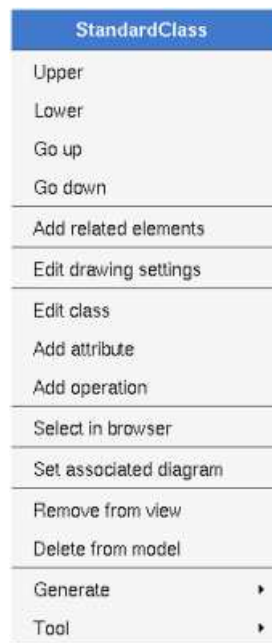 StandardClass
Upper
Lower
Go up
Go down
Add related elements
Edit drawing settings
Edit class
Add attribute
Add operation
Select in browser
Set associated diagram
Remove from view
Delete from model
Generate
Tool